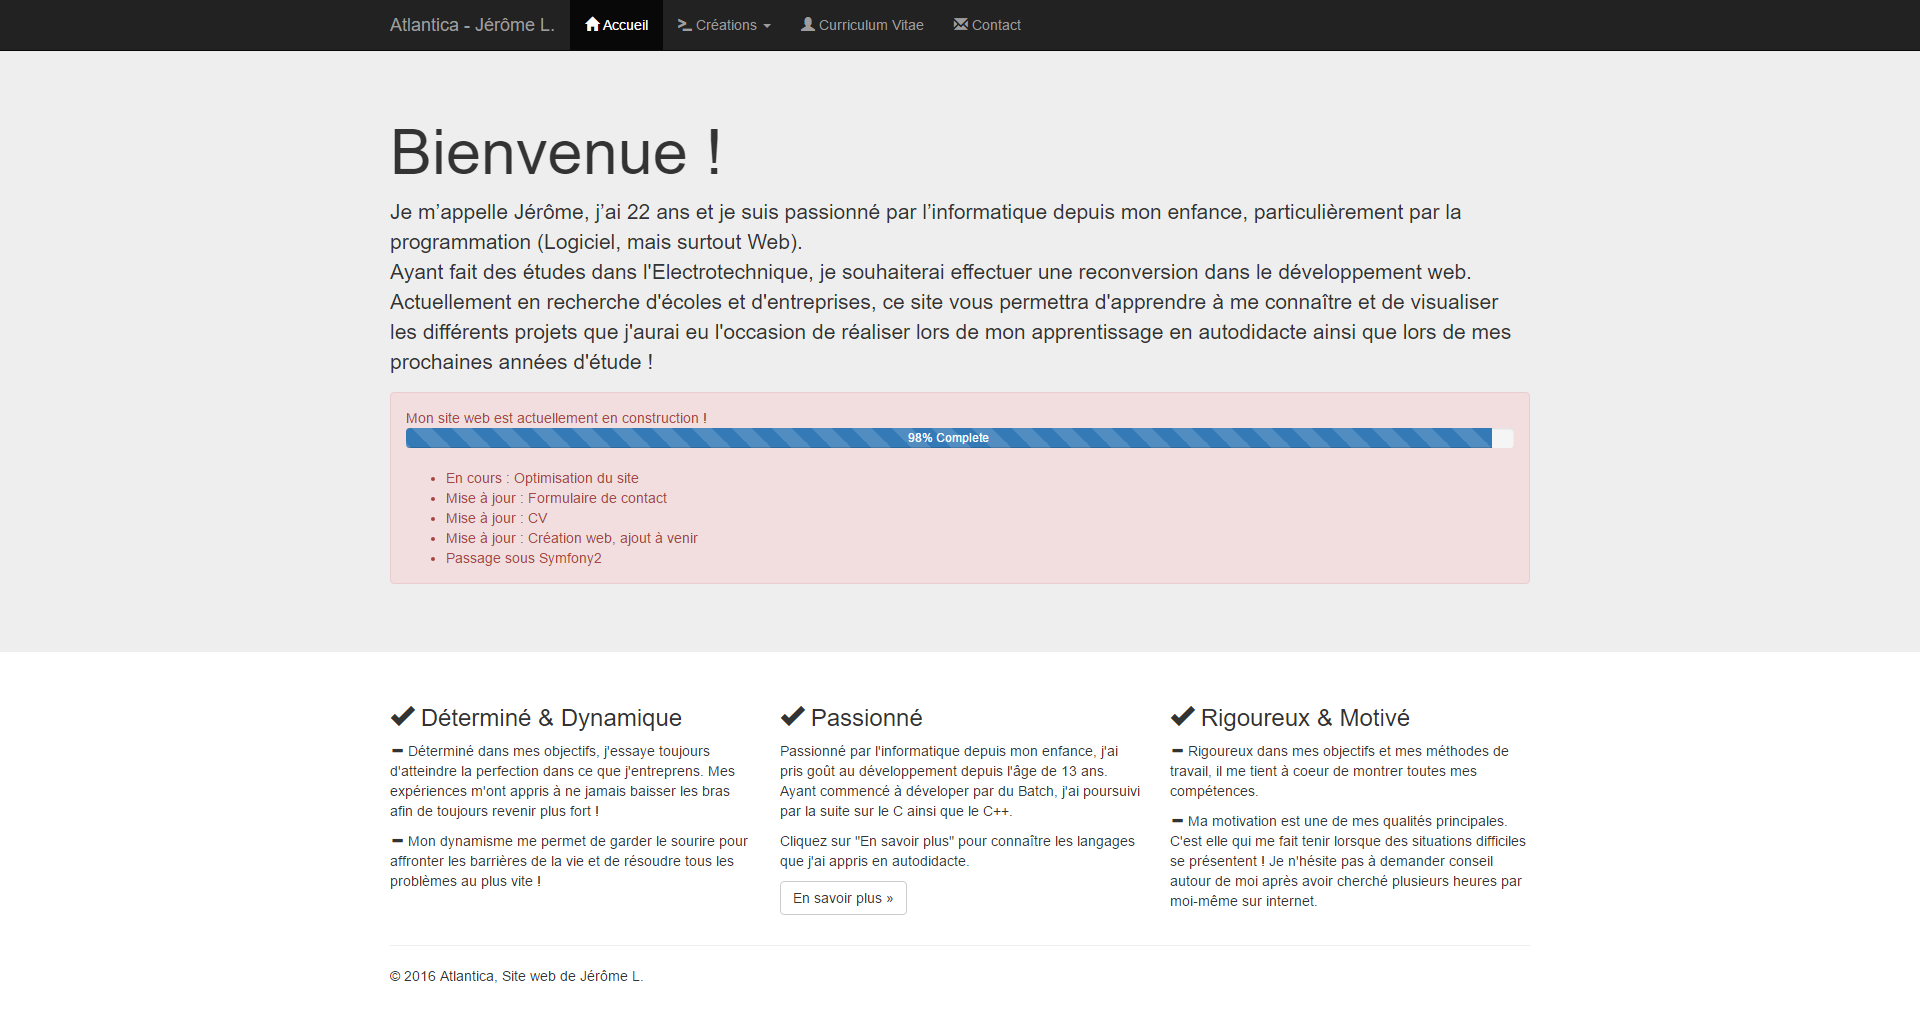 Atlantica - Jérôme L. Accueil Créations Curriculum Vitae Contact
Bienvenue !
Je m’appelle Jérôme, j’ai 22 ans et je suis passionné par l’informatique depuis mon enfance, particulièrement par la
programmation (Logiciel, mais surtout Web).
Ayant fait des études dans l'Electrotechnique, je souhaiterai effectuer une reconversion dans le développement web.
Actuellement en recherche d'écoles et d'entreprises, ce site vous permettra d'apprendre à me connaître et de visualiser
les différents projets que j'aurai eu l'occasion de réaliser lors de mon apprentissage en autodidacte ainsi que lors de mes
prochaines années d'étude !
Mon site web est actuellement en construction !
98% Complete
• En cours : Optimisation du site
• Mise à jour : Formulaire de contact
• Mise à jour : CV
• Mise à jour : Création web, ajout à venir
• Passage sous Symfony2
Déterminé & Dynamique
Déterminé dans mes objectifs, j'essaye toujours
d'atteindre la perfection dans ce que j'entreprens. Mes
expériences m'ont appris à ne jamais baisser les bras
afin de toujours revenir plus fort !
Mon dynamisme me permet de garder le sourire pour
affronter les barrières de la vie et de résoudre tous les
problèmes au plus vite !
Passionné
Passionné par l'informatique depuis mon enfance, j'ai
pris goût au développement depuis l'âge de 13 ans.
Ayant commencé à déveloper par du Batch, j'ai poursuivi
par la suite sur le C ainsi que le C++.
Cliquez sur "En savoir plus" pour connaître les langages
que j'ai appris en autodidacte.
En savoir plus »
Rigoureux & Motivé
Rigoureux dans mes objectifs et mes méthodes de
travail, il me tient à coeur de montrer toutes mes
compétences.
Ma motivation est une de mes qualités principales.
C'est elle qui me fait tenir lorsque des situations difficiles
se présentent ! Je n'hésite pas à demander conseil
autour de moi après avoir cherché plusieurs heures par
moi-même sur internet.
© 2016 Atlantica, Site web de Jérôme L.